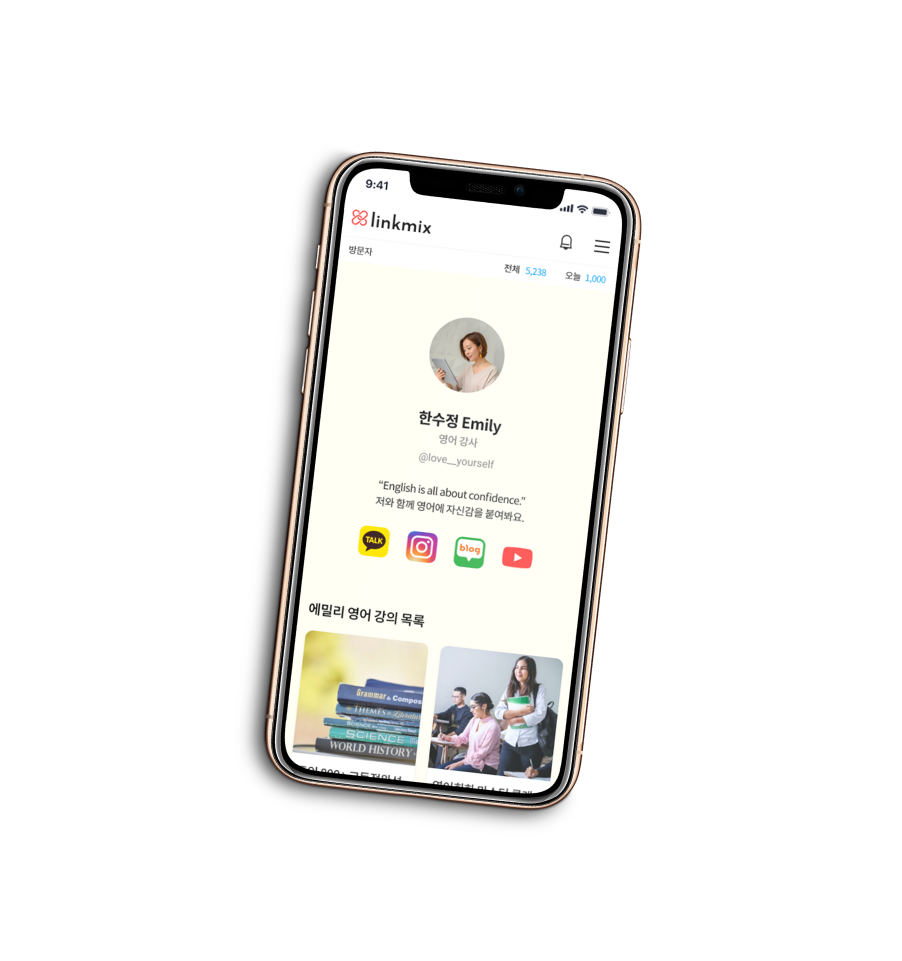 9:41
linkmix
방문자 전체 5,238 오늘 1,000
한수정 Emily
영어 강사
@love__yourself
“English is all about confidence.”
저와 함께 영어에 자신감을 붙여봐요.
TALK
blog
에밀리 영어 강의 목록
Grammar & Compos
THEMES in Literature
SCIENCE
SCIENCE
WORLD HISTORY